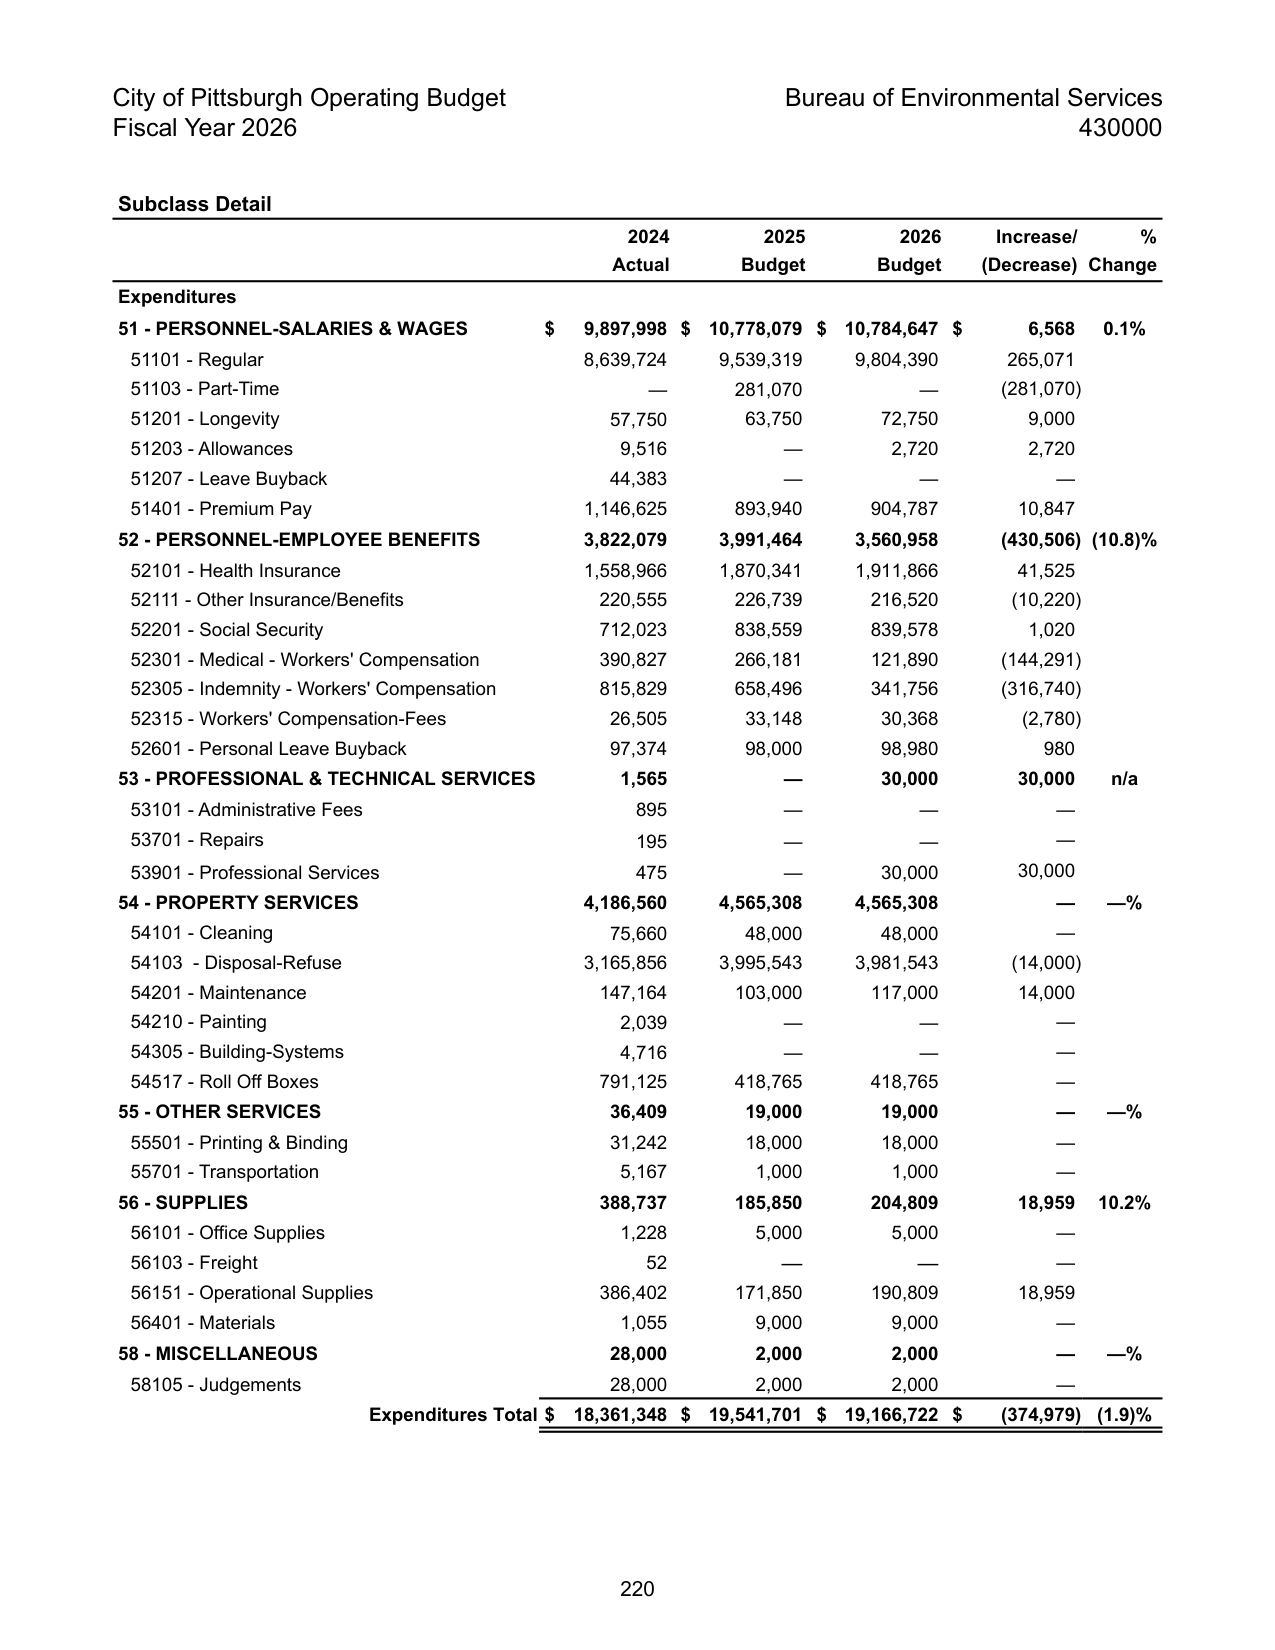 City of Pittsburgh Operating Budget Bureau of Environmental Services
Fiscal Year 2026 430000
Subclass Detail
2024 2025 2026 Increase/ %
Actual Budget Budget (Decrease) Change
Expenditures
51 - PERSONNEL-SALARIES & WAGES $ 9,897,998 $ 10,778,079 $ 10,784,647 $ 6,568 0.1%
51101 - Regular 8,639,724 9,539,319 9,804,390 265,071
51103 - Part-Time — 281,070 — (281,070)
51201 - Longevity 57,750 63,750 72,750 9,000
51203 - Allowances 9,516 — 2,720 2,720
51207 - Leave Buyback 44,383 — — —
51401 - Premium Pay 1,146,625 893,940 904,787 10,847
52 - PERSONNEL-EMPLOYEE BENEFITS 3,822,079 3,991,464 3,560,958 (430,506) (10.8)%
52101 - Health Insurance 1,558,966 1,870,341 1,911,866 41,525
52111 - Other Insurance/Benefits 220,555 226,739 216,520 (10,220)
52201 - Social Security 712,023 838,559 839,578 1,020
52301 - Medical - Workers' Compensation 390,827 266,181 121,890 (144,291)
52305 - Indemnity - Workers' Compensation 815,829 658,496 341,756 (316,740)
52315 - Workers' Compensation-Fees 26,505 33,148 30,368 (2,780)
52601 - Personal Leave Buyback 97,374 98,000 98,980 980
53 - PROFESSIONAL & TECHNICAL SERVICES 1,565 — 30,000 30,000 n/a
53101 - Administrative Fees 895 — — —
53701 - Repairs 195 — — —
53901 - Professional Services 475 — 30,000 30,000
54 - PROPERTY SERVICES 4,186,560 4,565,308 4,565,308 — —%
54101 - Cleaning 75,660 48,000 48,000 —
54103 - Disposal-Refuse 3,165,856 3,995,543 3,981,543 (14,000)
54201 - Maintenance 147,164 103,000 117,000 14,000
54210 - Painting 2,039 — — —
54305 - Building-Systems 4,716 — — —
54517 - Roll Off Boxes 791,125 418,765 418,765 —
55 - OTHER SERVICES 36,409 19,000 19,000 — —%
55501 - Printing & Binding 31,242 18,000 18,000 —
55701 - Transportation 5,167 1,000 1,000 —
56 - SUPPLIES 388,737 185,850 204,809 18,959 10.2%
56101 - Office Supplies 1,228 5,000 5,000 —
56103 - Freight 52 — — —
56151 - Operational Supplies 386,402 171,850 190,809 18,959
56401 - Materials 1,055 9,000 9,000 —
58 - MISCELLANEOUS 28,000 2,000 2,000 — —%
58105 - Judgements 28,000 2,000 2,000 —
Expenditures Total $ 18,361,348 $ 19,541,701 $ 19,166,722 $ (374,979) (1.9)%
220